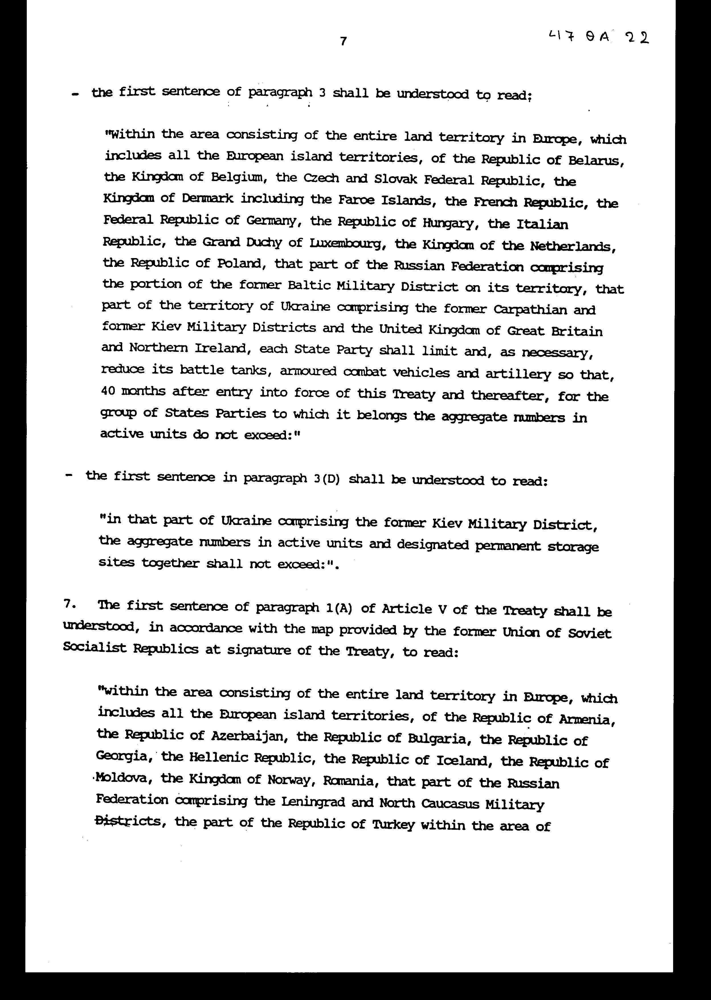 7
417 0A 22
- the first sentence of paragraph 3 shall be understood to read:
"Within the area consisting of the entire land territory in Europe, which
includes all the European island territories, of the Republic of Belarus,
the Kingdom of Belgium, the Czech and Slovak Federal Republic, the
Kingdom of Denmark including the Faroe Islands, the French Republic, the
Federal Republic of Germany, the Republic of Hungary, the Italian
Republic, the Grand Duchy of Luxembourg, the Kingdom of the Netherlands,
the Republic of Poland, that part of the Russian Federation comprising
the portion of the former Baltic Military District on its territory, that
part of the territory of Ukraine comprising the former Carpathian and
former Kiev Military Districts and the United Kingdom of Great Britain
and Northern Ireland, each State Party shall limit and, as necessary,
reduce its battle tanks, armoured combat vehicles and artillery so that,
40 months after entry into force of this Treaty and thereafter, for the
group of States Parties to which it belongs the aggregate numbers in
active units do not exceed:"
- the first sentence in paragraph 3(D) shall be understood to read:
"in that part of Ukraine comprising the former Kiev Military District,
the aggregate numbers in active units and designated permanent storage
sites together shall not exceed:".
7. The first sentence of paragraph 1(A) of Article V of the Treaty shall be
understood, in accordance with the map provided by the former Union of Soviet
Socialist Republics at signature of the Treaty, to read:
"within the area consisting of the entire land territory in Europe, which
includes all the European island territories, of the Republic of Armenia,
the Republic of Azerbaijan, the Republic of Bulgaria, the Republic of
Georgia, the Hellenic Republic, the Republic of Iceland, the Republic of
Moldova, the Kingdom of Norway, Romania, that part of the Russian
Federation comprising the Leningrad and North Caucasus Military
Districts, the part of the Republic of Turkey within the area of